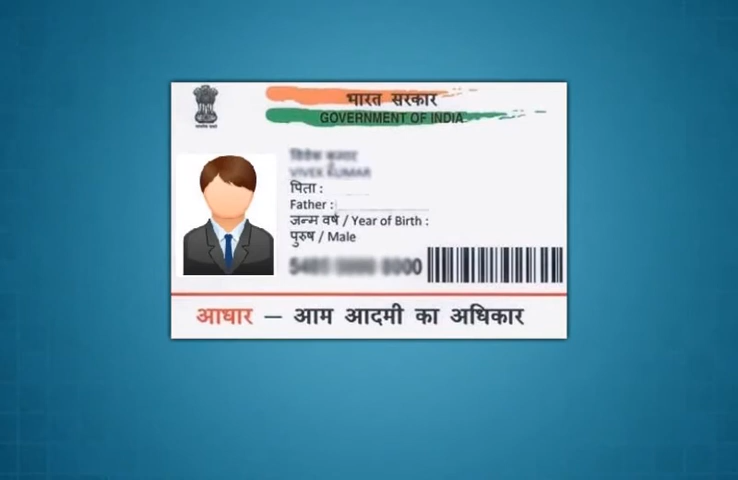 भारत सरकार
GOVERNMENT OF INDIA
पिता :
Father :
जन्म वर्ष / Year of Birth :
पुरुष / Male
आधार – आम आदमी का अधिकार